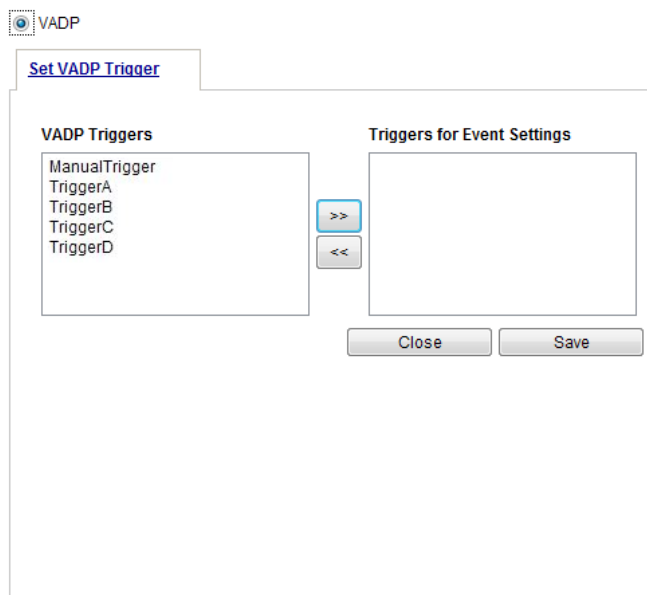 VADP
Set VADP Trigger
VADP Triggers
Triggers for Event Settings
ManualTrigger
TriggerA
TriggerB
TriggerC
TriggerD
>>
<<
Close
Save